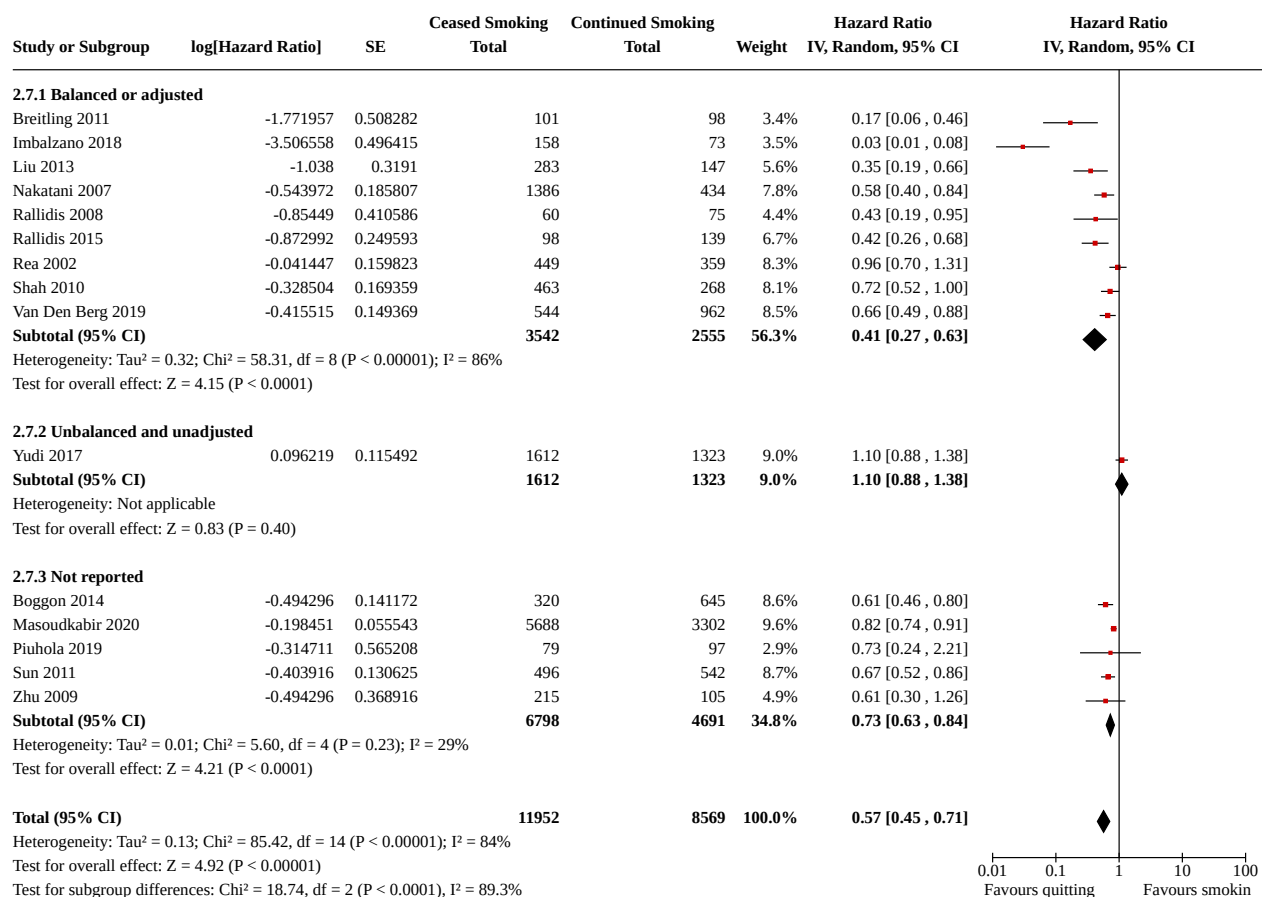 Ceased Smoking Continued Smoking Hazard Ratio Hazard Ratio
Study or Subgroup log[Hazard Ratio] SE Total Total Weight IV, Random, 95% CI IV, Random, 95% CI
2.7.1 Balanced or adjusted
Breitling 2011 -1.771957 0.508282 101 98 3.4% 0.17 [0.06 , 0.46]
Imbalzano 2018 -3.506558 0.496415 158 73 3.5% 0.03 [0.01 , 0.08]
Liu 2013 -1.038 0.3191 283 147 5.6% 0.35 [0.19 , 0.66]
Nakatani 2007 -0.543972 0.185807 1386 434 7.8% 0.58 [0.40 , 0.84]
Rallidis 2008 -0.85449 0.410586 60 75 4.4% 0.43 [0.19 , 0.95]
Rallidis 2015 -0.872992 0.249593 98 139 6.7% 0.42 [0.26 , 0.68]
Rea 2002 -0.041447 0.159823 449 359 8.3% 0.96 [0.70 , 1.31]
Shah 2010 -0.328504 0.169359 463 268 8.1% 0.72 [0.52 , 1.00]
Van Den Berg 2019 -0.415515 0.149369 544 962 8.5% 0.66 [0.49 , 0.88]
Subtotal (95% CI) 3542 2555 56.3% 0.41 [0.27 , 0.63]
Heterogeneity: Tau² = 0.32; Chi² = 58.31, df = 8 (P < 0.00001); I² = 86%
Test for overall effect: Z = 4.15 (P < 0.0001)
2.7.2 Unbalanced and unadjusted
Yudi 2017 0.096219 0.115492 1612 1323 9.0% 1.10 [0.88 , 1.38]
Subtotal (95% CI) 1612 1323 9.0% 1.10 [0.88 , 1.38]
Heterogeneity: Not applicable
Test for overall effect: Z = 0.83 (P = 0.40)
2.7.3 Not reported
Boggon 2014 -0.494296 0.141172 320 645 8.6% 0.61 [0.46 , 0.80]
Masoudkabir 2020 -0.198451 0.055543 5688 3302 9.6% 0.82 [0.74 , 0.91]
Piuhola 2019 -0.314711 0.565208 79 97 2.9% 0.73 [0.24 , 2.21]
Sun 2011 -0.403916 0.130625 496 542 8.7% 0.67 [0.52 , 0.86]
Zhu 2009 -0.494296 0.368916 215 105 4.9% 0.61 [0.30 , 1.26]
Subtotal (95% CI) 6798 4691 34.8% 0.73 [0.63 , 0.84]
Heterogeneity: Tau² = 0.01; Chi² = 5.60, df = 4 (P = 0.23); I² = 29%
Test for overall effect: Z = 4.21 (P < 0.0001)
Total (95% CI) 11952 8569 100.0% 0.57 [0.45 , 0.71]
Heterogeneity: Tau² = 0.13; Chi² = 85.42, df = 14 (P < 0.00001); I² = 84%
Test for overall effect: Z = 4.92 (P < 0.00001)
Test for subgroup differences: Chi² = 18.74, df = 2 (P < 0.0001), I² = 89.3%
0.01 0.1 1 10 100
Favours quitting Favours smokin